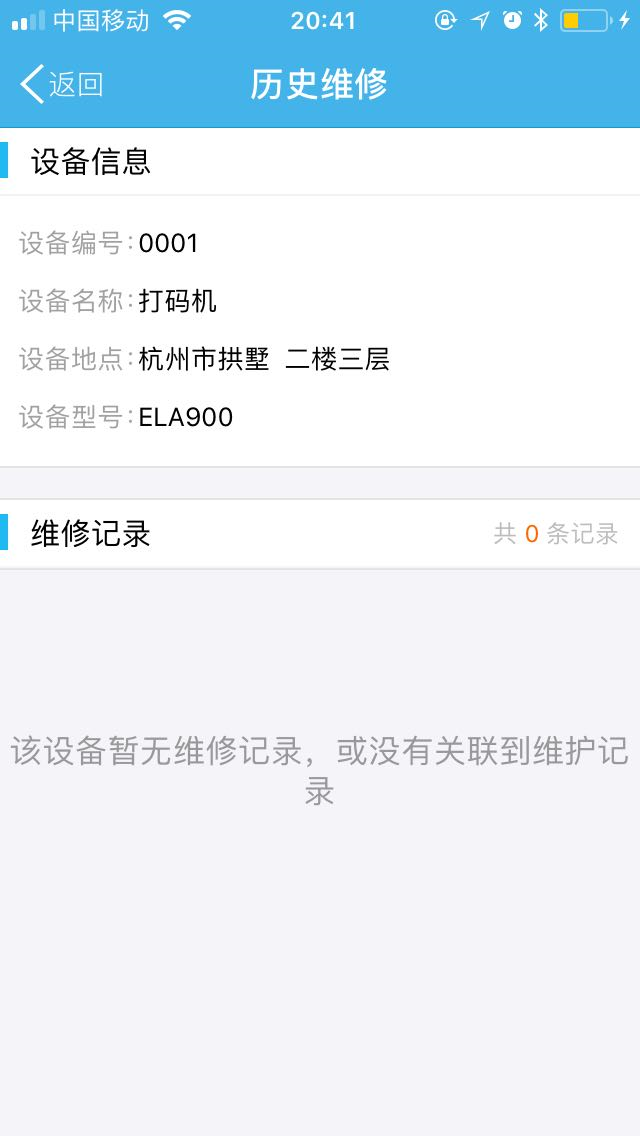 中国移动 20:41
返回 历史维修
设备信息
设备编号:0001
设备名称:打码机
设备地点:杭州市拱墅 二楼三层
设备型号:ELA900
维修记录 共 0 条记录
该设备暂无维修记录，或没有关联到维护记
录